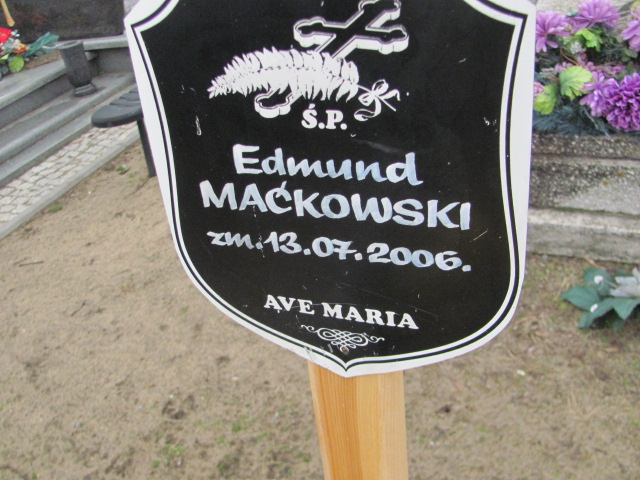 Ś.P.
Edmund
MAĆKOWSKI
zm. 13.07.2006.
AVE MARIA